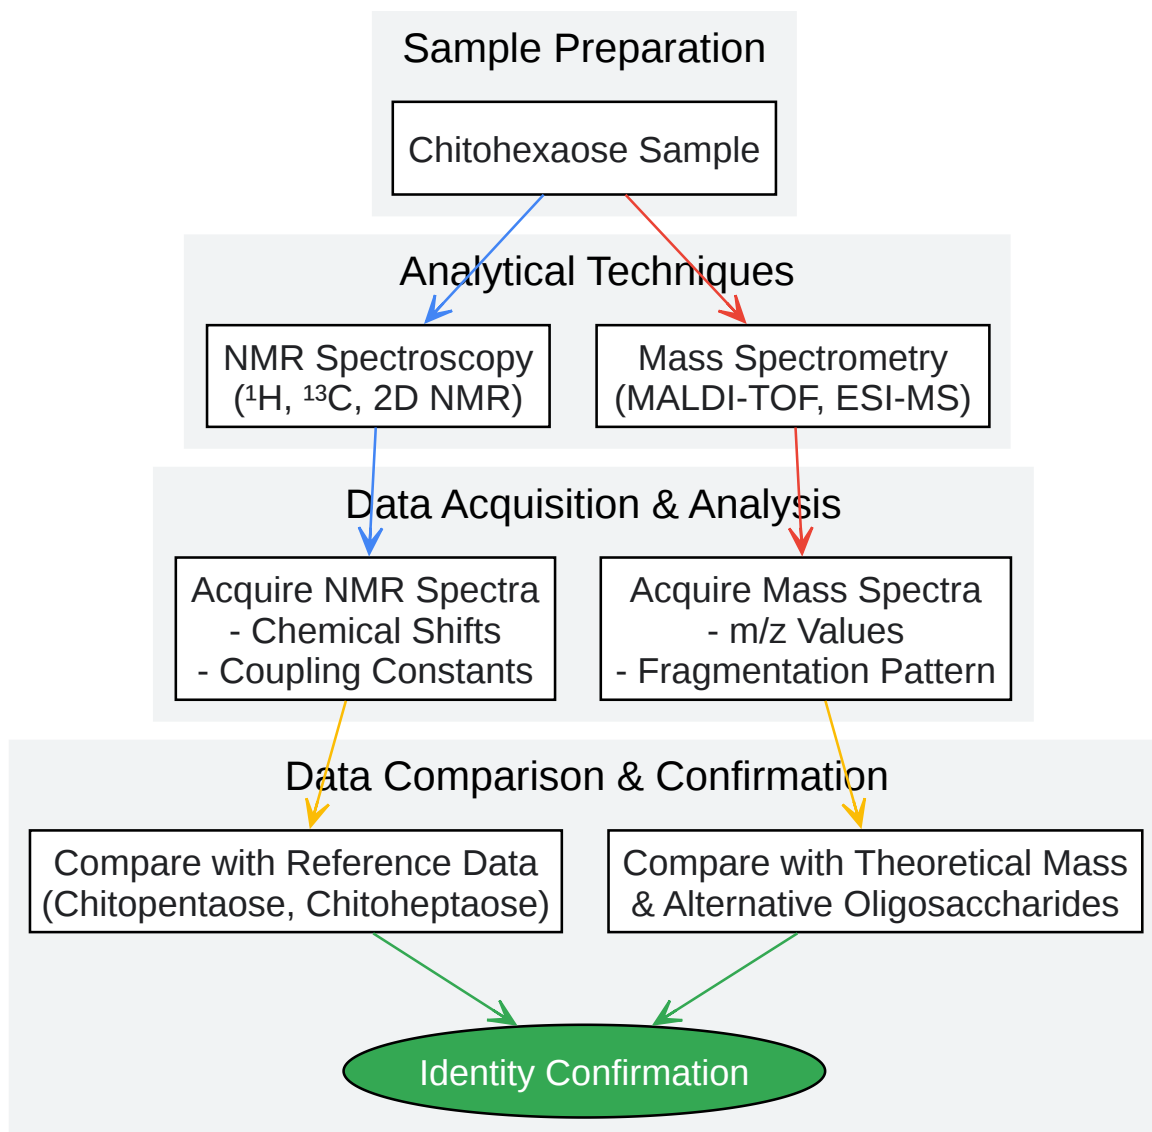 Sample Preparation
Chitohexaose Sample
Analytical Techniques
NMR Spectroscopy
(¹H, ¹³C, 2D NMR)
Mass Spectrometry
(MALDI-TOF, ESI-MS)
Data Acquisition & Analysis
Acquire NMR Spectra
- Chemical Shifts
- Coupling Constants
Acquire Mass Spectra
- m/z Values
- Fragmentation Pattern
Data Comparison & Confirmation
Compare with Reference Data
(Chitopentaose, Chitoheptaose)
Compare with Theoretical Mass
& Alternative Oligosaccharides
Identity Confirmation